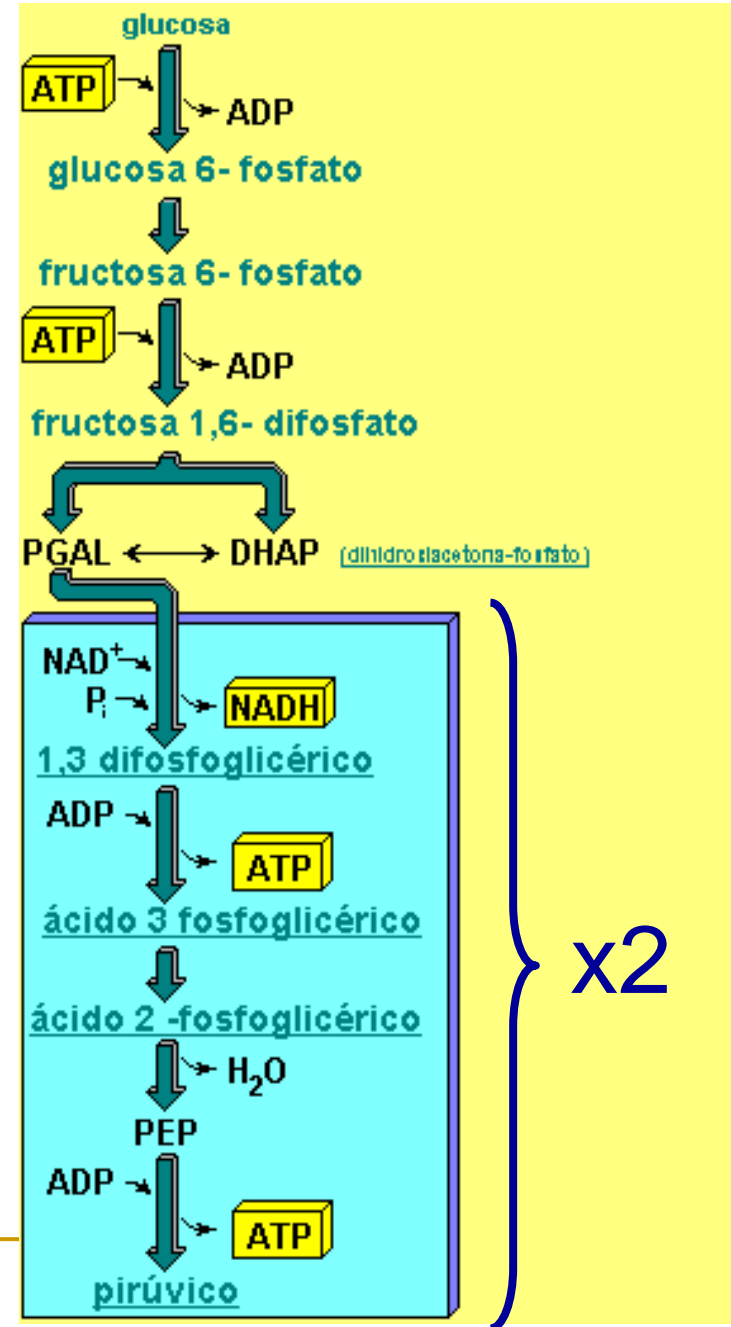 glucosa
ATP
ADP
glucosa 6- fosfato
fructosa 6- fosfato
ATP
ADP
fructosa 1,6- difosfato
PGAL DHAP
NAD+
Pi NADH
1,3 difosfoglicérico
ADP
ATP
ácido 3 fosfoglicérico
ácido 2 -fosfoglicérico
H2O
PEP
ADP
ATP
pirúvico
x2